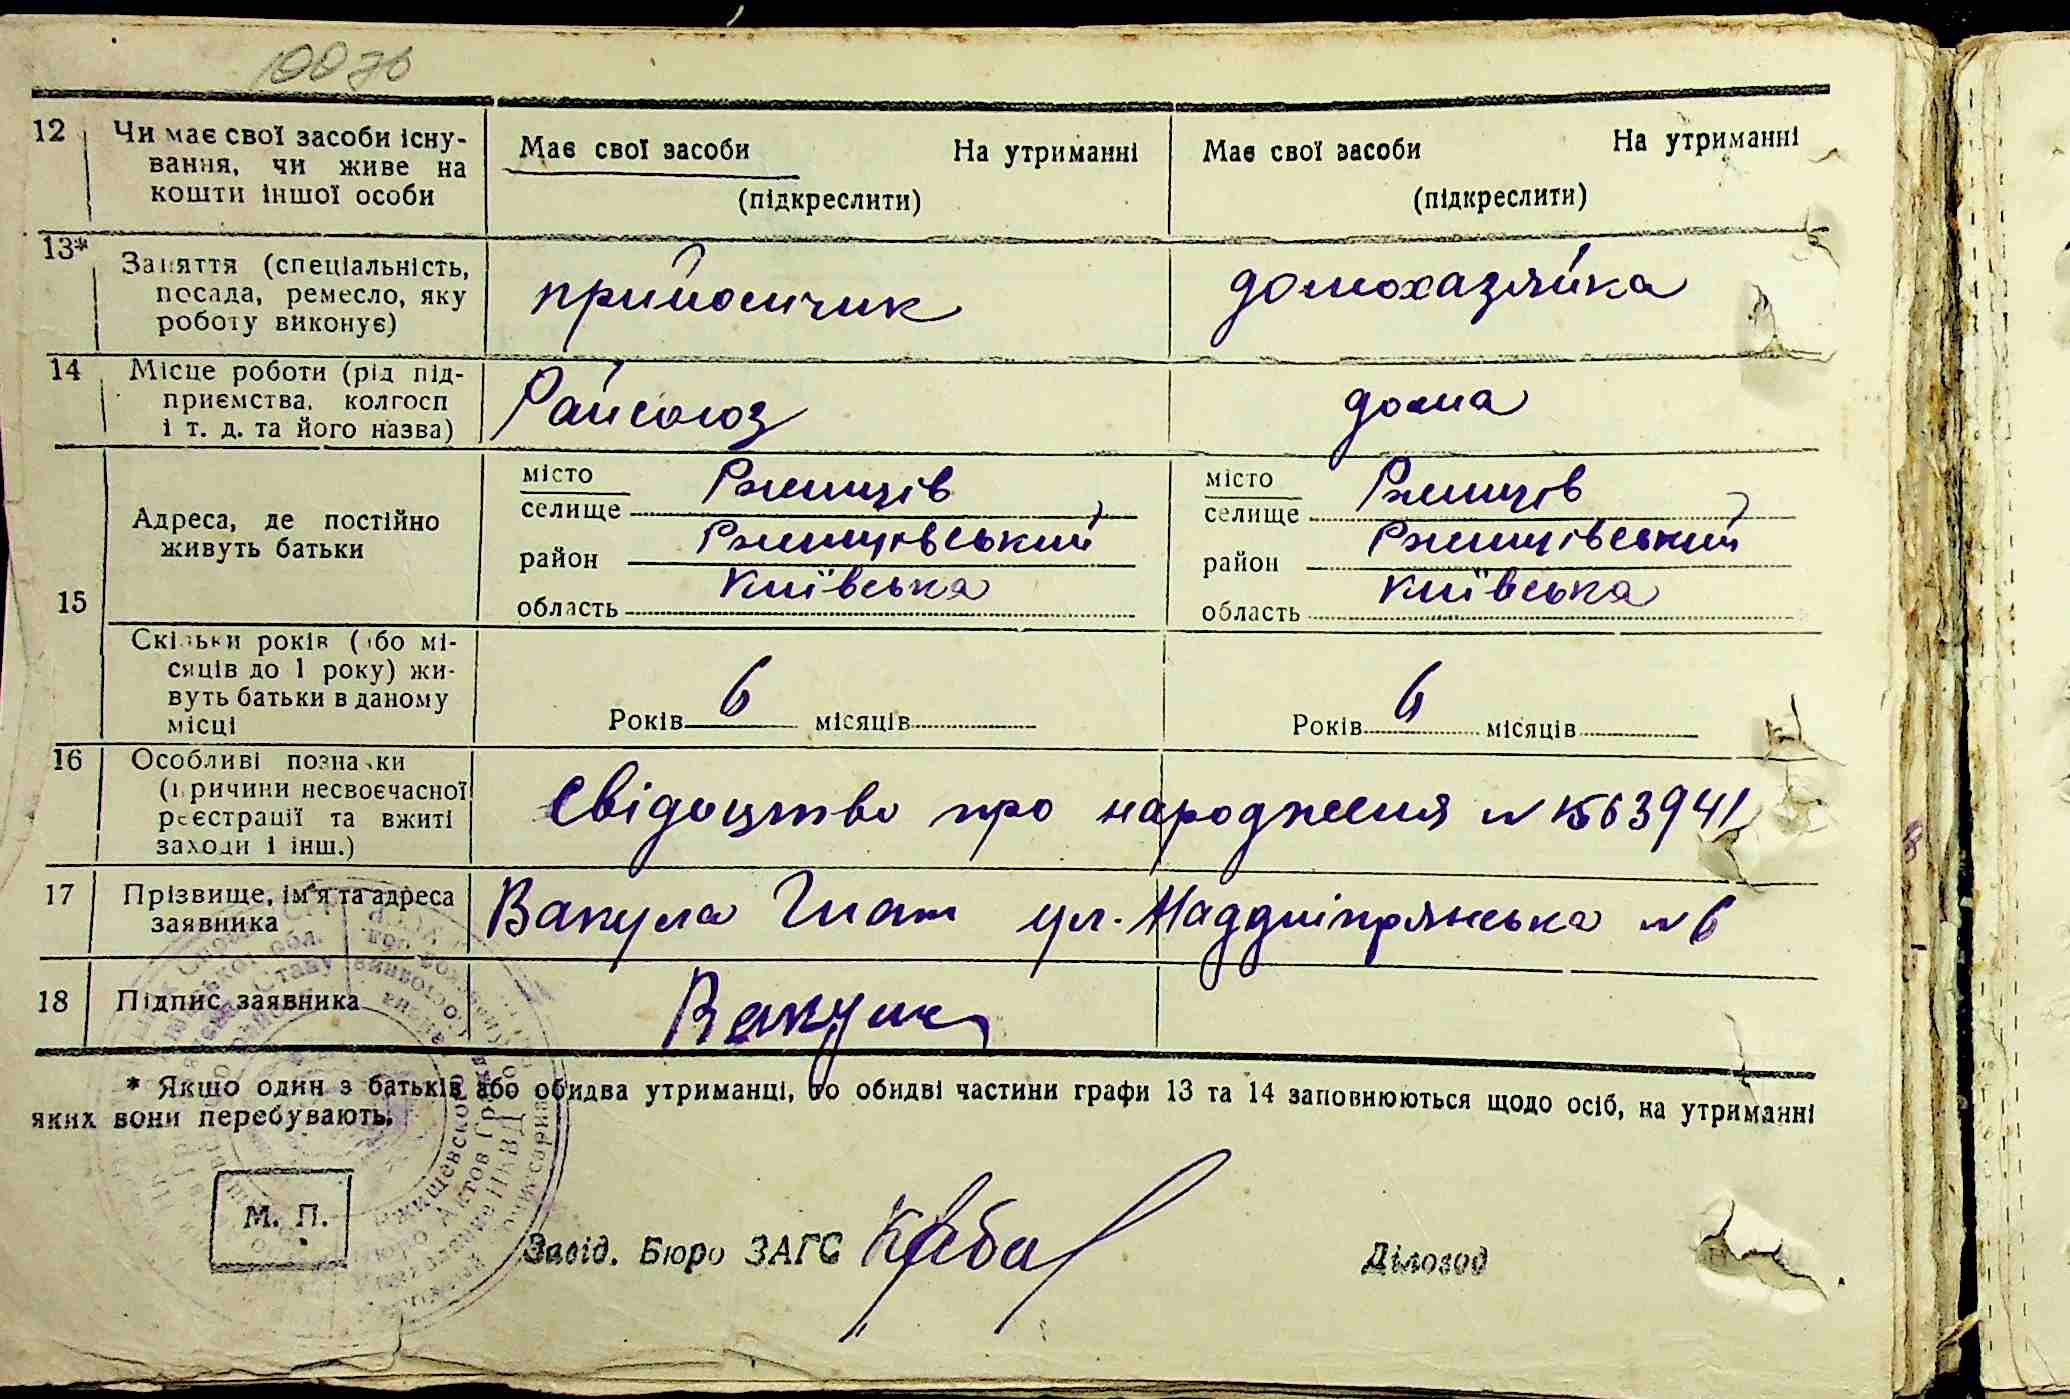 12 Чи має свої засоби існу-
вання, чи живе на
кошти іншої особи
Має свої засоби На утриманні
(підкреслити)
Має свої засоби На утриманні
(підкреслити)
13* Заняття (спеціальність,
посада, ремесло, яку
роботу виконує)
прийомчик
домохазяйка
14 Місце роботи (рід під-
приємства, колгосп
і т. д. та його назва)
Райсоюз
дома
15 Адреса, де постійно
живуть батьки
місто Ржищів
селище
район Ржищівський
область Київська
місто Ржищів
селище
район Ржищівський
область Київська
Скільки років (або мі-
сяців до 1 року) жи-
вуть батьки в даному
місці
Років 6 місяців
Років 6 місяців
16 Особливі познаки
(причини несвоєчасної
реєстрації та вжиті
заходи і інш.)
Свідоцтво про народження
17 Прізвище, ім'я та адреса
заявника
Вакула Гнат ул. Наддніпрянська №6
18 Підпис заявника
Вакула
* Якщо один з батьків або обидва утриманці, то обидві частини графи 13 та 14 заповнюються щодо осіб, на утриманні
яких вони перебувають.
М. П.
Завід. Бюро ЗАГС
Діловод